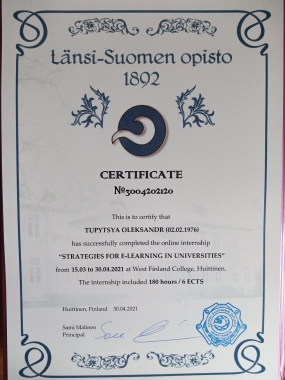 Länsi-Suomen opisto
1892
CERTIFICATE
№3004202120
This is to certify that
TUPYTSYA OLEKSANDR (02.02.1976)
has successfully completed the online internship
“STRATEGIES FOR E-LEARNING IN UNIVERSITIES”
from 15.03 to 30.04.2021 at West Finland College, Huittinen.
The internship included 180 hours / 6 ECTS
Huittinen, Finland 30.04.2021
Sami Malinen
Principal